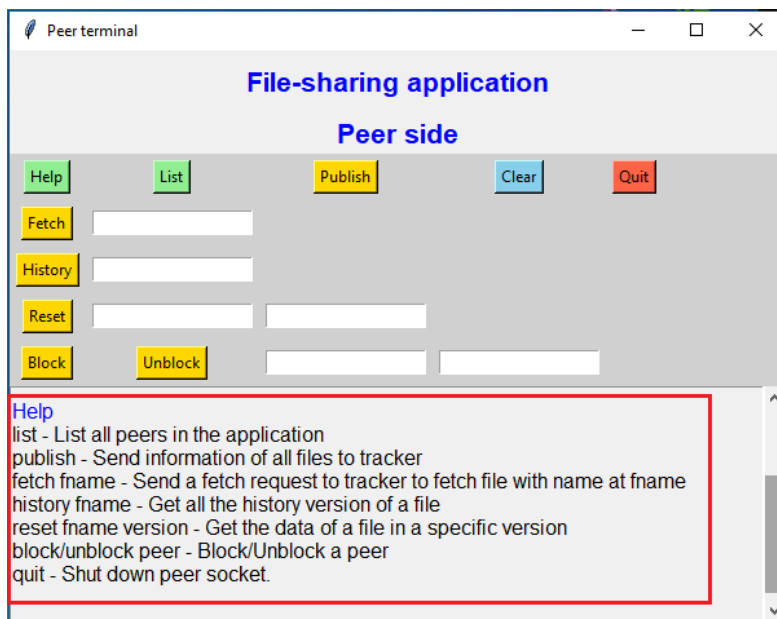 Peer terminal
File-sharing application
Peer side
Help List Publish Clear Quit
Fetch
History
Reset
Block Unblock
Help
list - List all peers in the application
publish - Send information of all files to tracker
fetch fname - Send a fetch request to tracker to fetch file with name at fname
history fname - Get all the history version of a file
reset fname version - Get the data of a file in a specific version
block/unblock peer - Block/Unblock a peer
quit - Shut down peer socket.